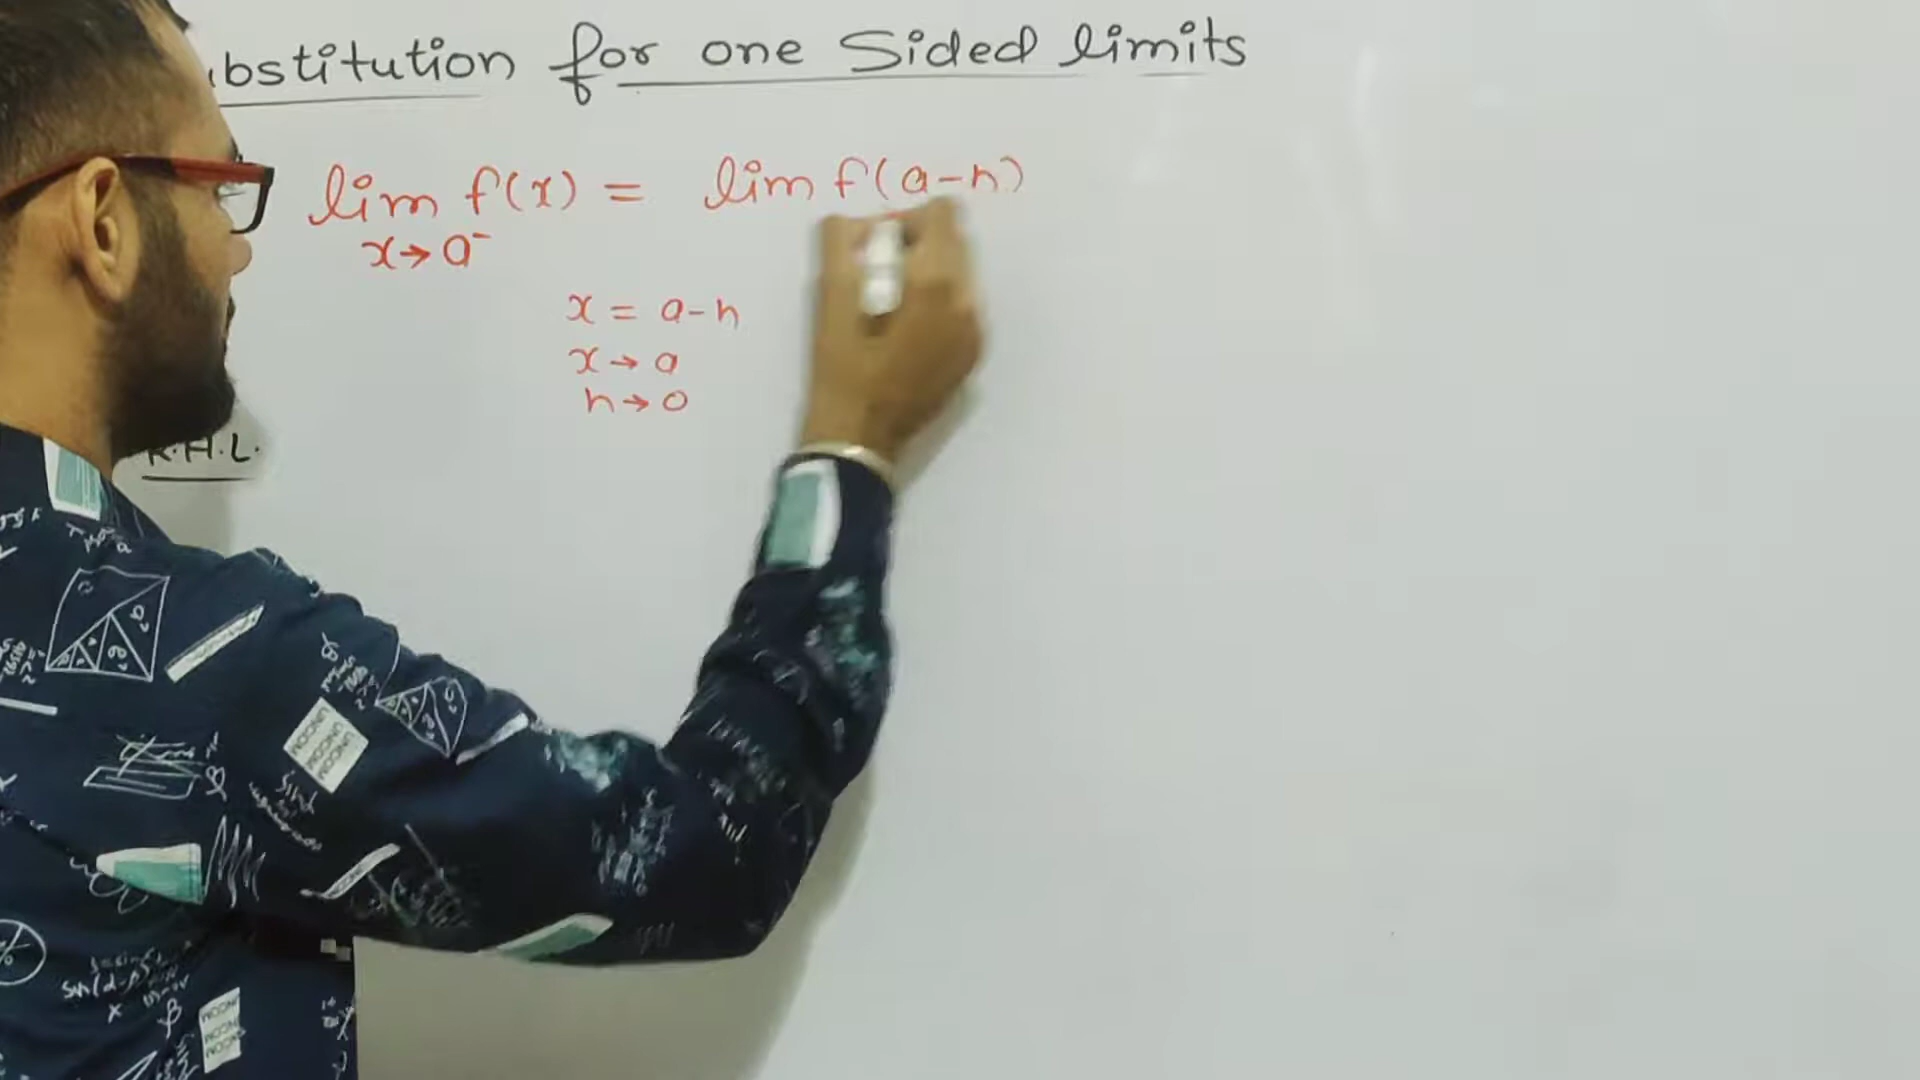 bstitution for one Sided limits
lim f(x) = lim f(a-h)
x→a⁻
x = a-h
x→a
h→0
R.H.L.